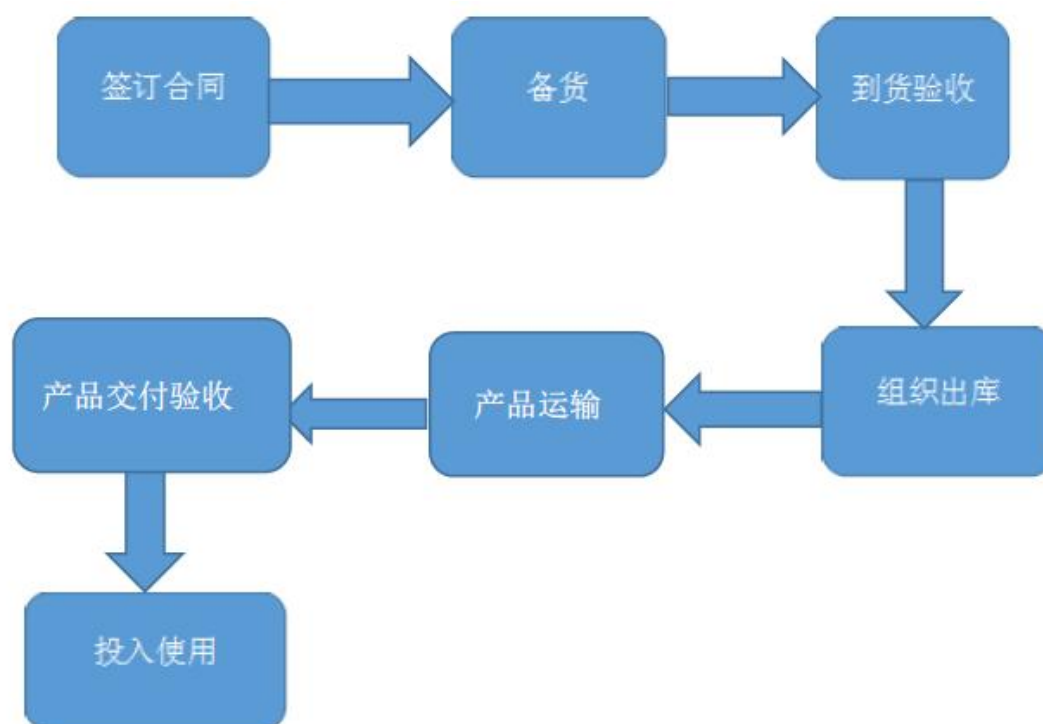 签订合同
备货
到货验收
组织出库
产品运输
产品交付验收
投入使用